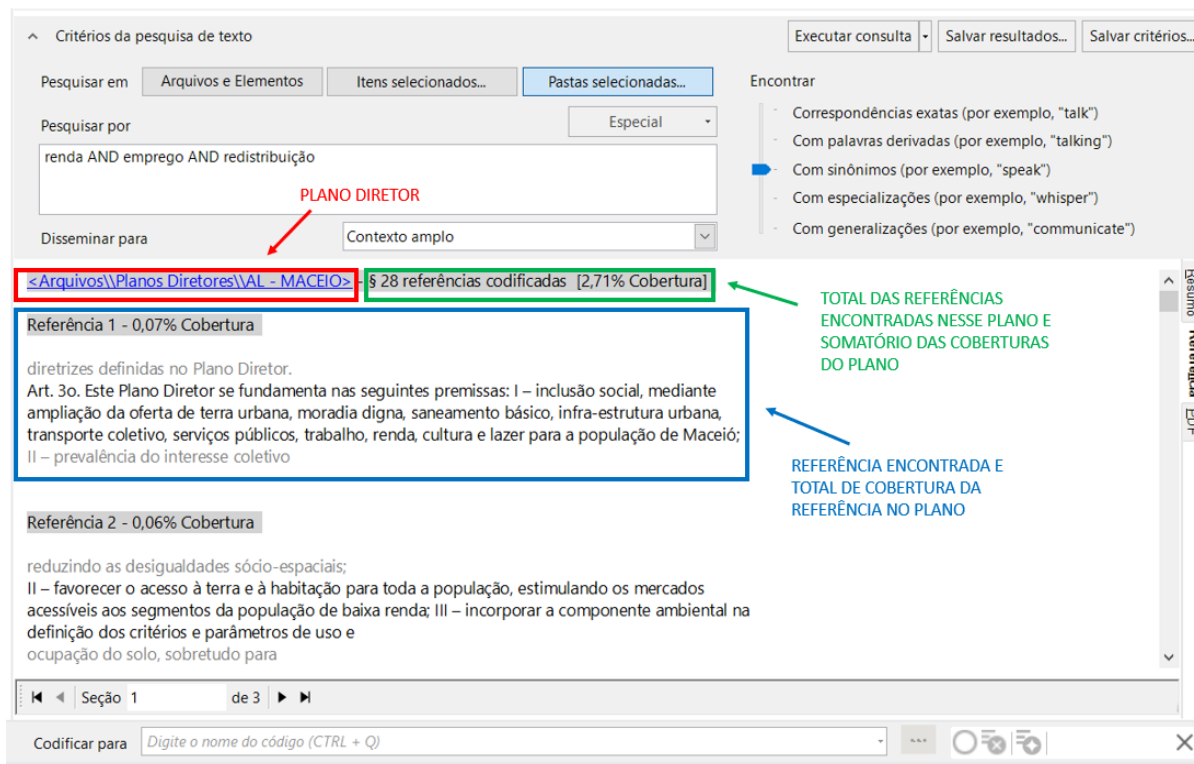 Critérios da pesquisa de texto
Executar consulta
Salvar resultados...
Salvar critérios...
Pesquisar em
Arquivos e Elementos
Itens selecionados...
Pastas selecionadas...
Encontrar
Pesquisar por
Especial
Correspondências exatas (por exemplo, "talk")
Com palavras derivadas (por exemplo, "talking")
renda AND emprego AND redistribuição
Com sinônimos (por exemplo, "speak")
PLANO DIRETOR
Com especializações (por exemplo, "whisper")
Disseminar para
Contexto amplo
Com generalizações (por exemplo, "communicate")
<Arquivos\\Planos Diretores\\AL - MACEIO> - § 28 referências codificadas [2,71% Cobertura]
TOTAL DAS REFERÊNCIAS
ENCONTRADAS NESSE PLANO E
SOMATÓRIO DAS COBERTURAS
DO PLANO
Resumo
Referência 1 - 0,07% Cobertura
diretrizes definidas no Plano Diretor.
Art. 3o. Este Plano Diretor se fundamenta nas seguintes premissas: I – inclusão social, mediante
ampliação da oferta de terra urbana, moradia digna, saneamento básico, infra-estrutura urbana,
transporte coletivo, serviços públicos, trabalho, renda, cultura e lazer para a população de Maceió;
II – prevalência do interesse coletivo
PDF
REFERÊNCIA ENCONTRADA E
TOTAL DE COBERTURA DA
REFERÊNCIA NO PLANO
Referência 2 - 0,06% Cobertura
reduzindo as desigualdades sócio-espaciais;
II – favorecer o acesso à terra e à habitação para toda a população, estimulando os mercados
acessíveis aos segmentos da população de baixa renda; III – incorporar a componente ambiental na
definição dos critérios e parâmetros de uso e
ocupação do solo, sobretudo para
Seção 1 de 3
Codificar para
Digite o nome do código (CTRL + Q)